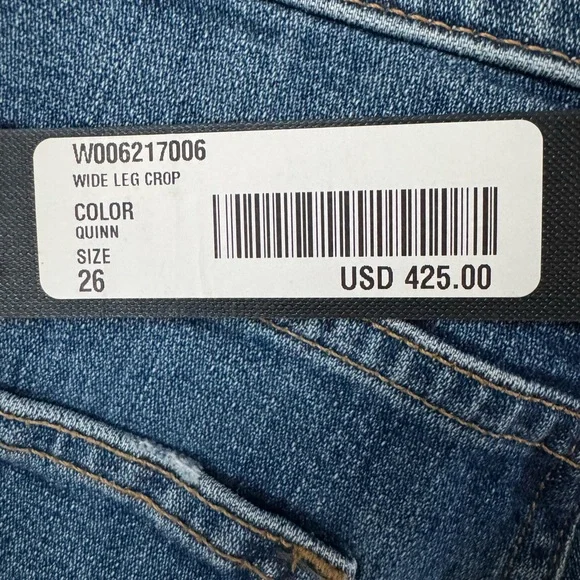 W006217006
WIDE LEG CROP
COLOR
QUINN
SIZE
26
USD 425.00